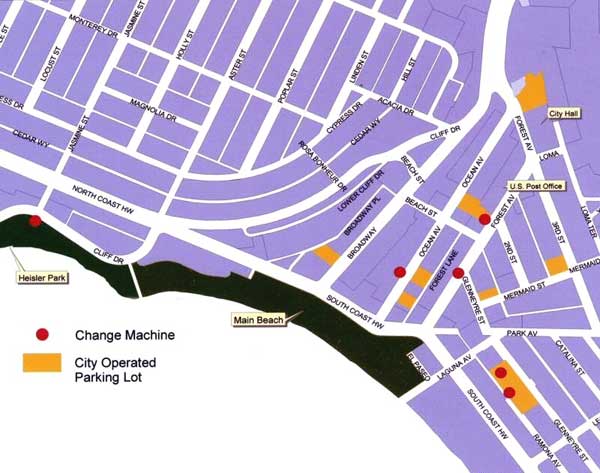 MONTEREY DR
JASMINE ST
LOCUST ST
HOLLY ST
ASTER ST
POPLAR ST
LINDEN ST
HILL ST
MAGNOLIA DR
CYPRESS DR
ACACIA DR
CEDAR WY
CLIFF DR
ESS DR
CEDAR WY
JASMINE ST
ROSA BONHEUR DR
LOWER CLIFF DR
BROADWAY PL
BROADWAY
BEACH ST
BEACH ST
OCEAN AV
OCEAN AV
FOREST AV
FOREST AV
City Hall
LOMA
LOMA TER
U.S. Post Office
2ND ST
3RD ST
MERMAID
MERMAID ST
FOREST LANE
GLENNEYRE ST
NORTH COAST HW
CLIFF DR
Heisler Park
Main Beach
SOUTH COAST HW
PARK AV
EL PASEO
LAGUNA AV
CATALINA ST
SOUTH COAST HW
RAMONA AV
GLENNEYRE ST
LE
Change Machine
City Operated
Parking Lot